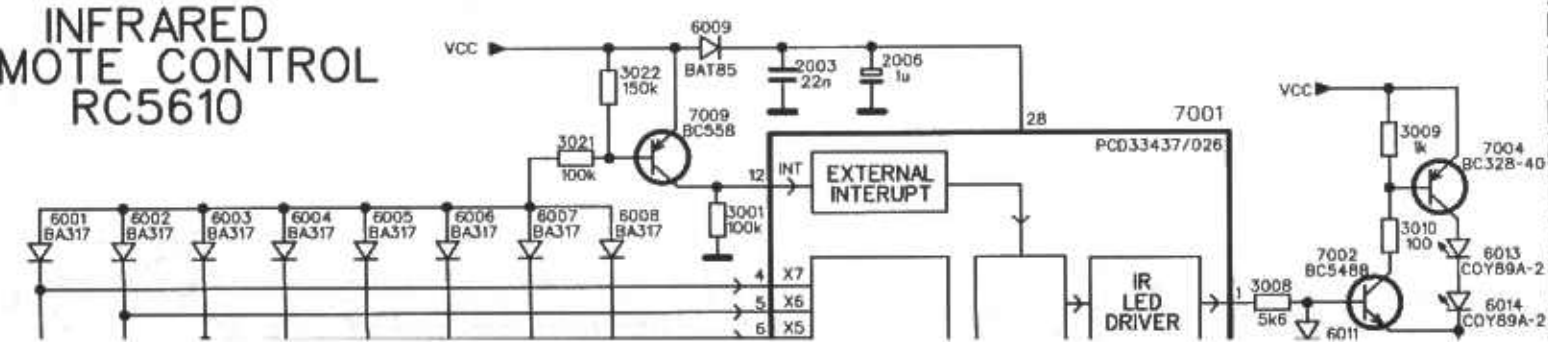 INFRARED
MOTE CONTROL
RC5610
VCC
6009
BAT85
3022
150k
2003
22n
2006
1u
28
7001
PCD33437/026
7009
BC558
3021
100k
12
INT
EXTERNAL
INTERUPT
3001
100k
6001
BA317
6002
BA317
6003
BA317
6004
BA317
6005
BA317
6006
BA317
6007
BA317
6008
BA317
4
X7
5
X6
6
X5
IR
LED
DRIVER
1
3008
5k6
6011
VCC
3009
1k
7004
BC328-40
3010
100
7002
BC548B
6013
COY89A-2
6014
COY89A-2